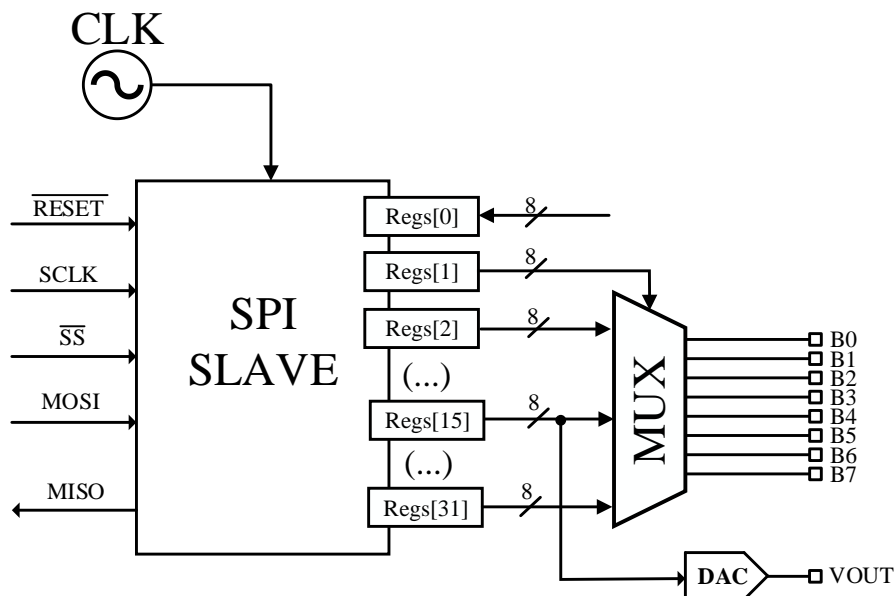 CLK
RESET
SCLK
SS
MOSI
MISO
SPI
SLAVE
Regs[0]
8
Regs[1]
8
Regs[2]
8
(...)
Regs[15]
8
(...)
Regs[31]
8
MUX
B0
B1
B2
B3
B4
B5
B6
B7
DAC
VOUT